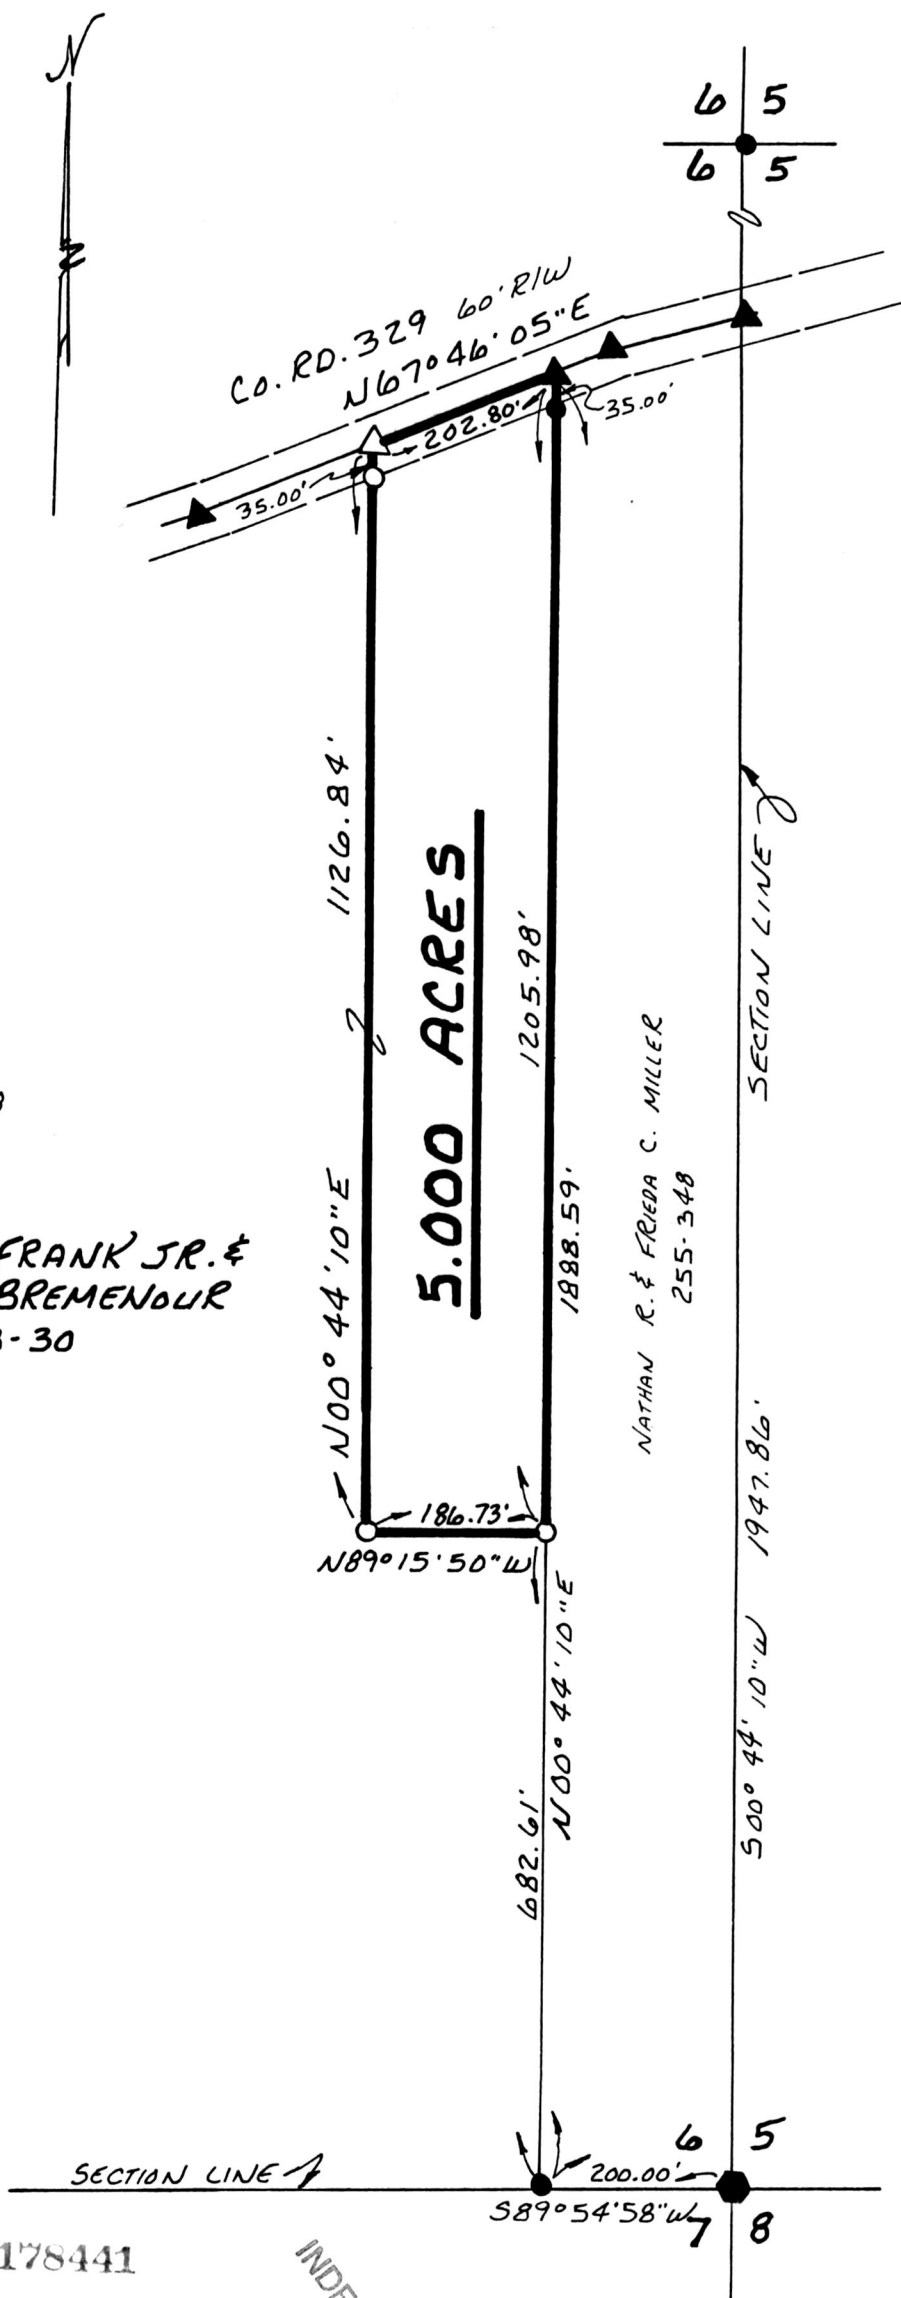 N
6 5
6 5
CO. RD. 329 60' R/W
N67°46'05"E
202.80'
35.00'
35.00'
1126.84'
5.000 ACRES
1205.98'
SECTION LINE
NATHAN R. & FRIEDA C. MILLER
255-348
N00°44'10"E
1888.59'
FRANK JR. &
BREMENOUR
-30
186.73'
N89°15'50"W
1947.86'
N00°44'10"E
S00°44'10"W
682.61'
6 5
SECTION LINE
200.00'
S89°54'58"W
7 8
178441